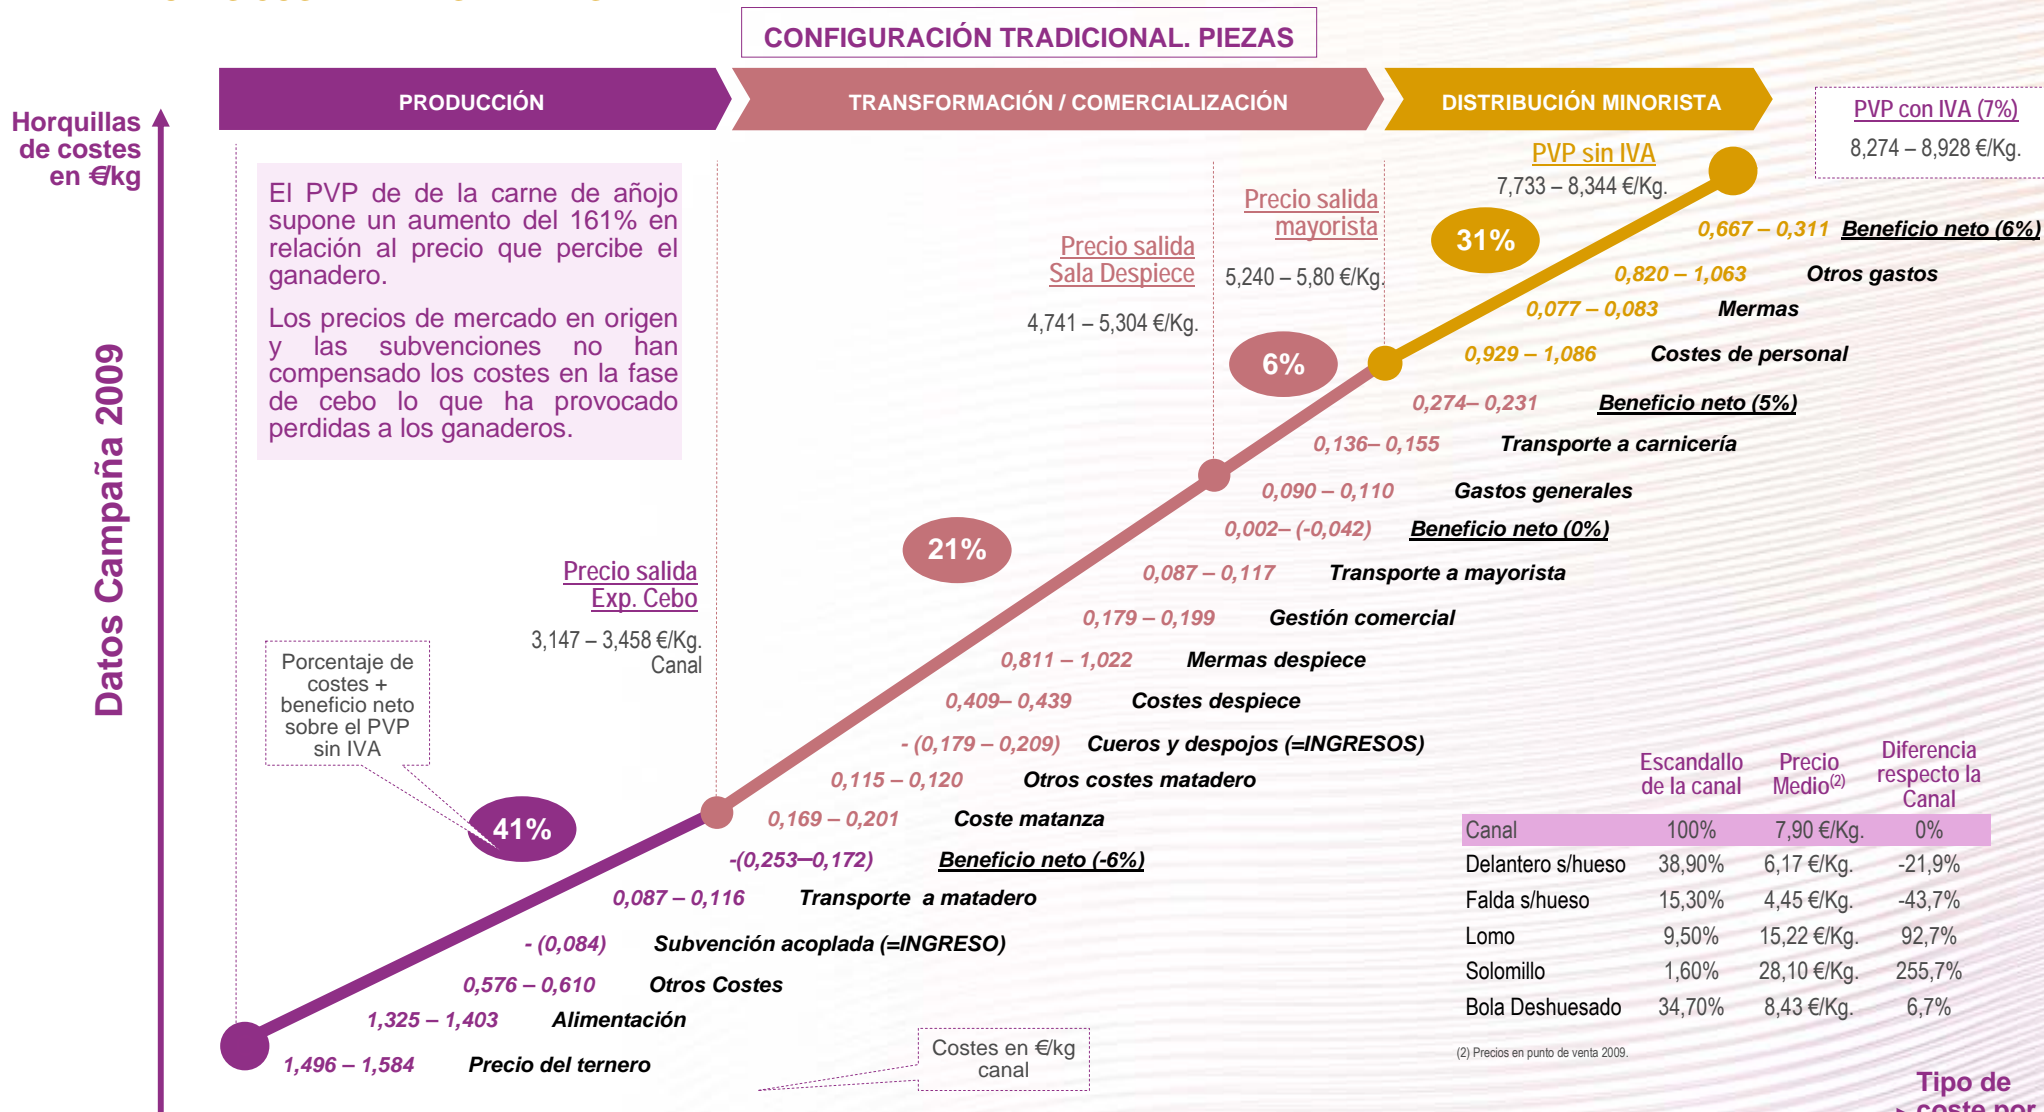 CONFIGURACIÓN TRADICIONAL. PIEZAS
PRODUCCIÓN
TRANSFORMACIÓN / COMERCIALIZACIÓN
DISTRIBUCIÓN MINORISTA
PVP con IVA (7%)
8,274 – 8,928 €/Kg.
Horquillas
de costes
en €/kg
Datos Campaña 2009
El PVP de de la carne de añojo
supone un aumento del 161% en
relación al precio que percibe el
ganadero.
Los precios de mercado en origen
y las subvenciones no han
compensado los costes en la fase
de cebo lo que ha provocado
perdidas a los ganaderos.
PVP sin IVA
7,733 – 8,344 €/Kg.
Precio salida
mayorista
5,240 – 5,80 €/Kg.
Precio salida
Sala Despiece
4,741 – 5,304 €/Kg.
Precio salida
Exp. Cebo
3,147 – 3,458 €/Kg.
Canal
31%
6%
21%
41%
Porcentaje de
costes +
beneficio neto
sobre el PVP
sin IVA
0,667 – 0,311 Beneficio neto (6%)
0,820 – 1,063 Otros gastos
0,077 – 0,083 Mermas
0,929 – 1,086 Costes de personal
0,274– 0,231 Beneficio neto (5%)
0,136– 0,155 Transporte a carnicería
0,090 – 0,110 Gastos generales
0,002– (-0,042) Beneficio neto (0%)
0,087 – 0,117 Transporte a mayorista
0,179 – 0,199 Gestión comercial
0,811 – 1,022 Mermas despiece
0,409– 0,439 Costes despiece
- (0,179 – 0,209) Cueros y despojos (=INGRESOS)
0,115 – 0,120 Otros costes matadero
0,169 – 0,201 Coste matanza
-(0,253–0,172) Beneficio neto (-6%)
0,087 – 0,116 Transporte a matadero
- (0,084) Subvención acoplada (=INGRESO)
0,576 – 0,610 Otros Costes
1,325 – 1,403 Alimentación
1,496 – 1,584 Precio del ternero
Costes en €/kg
canal
Escandallo de la canal Precio Medio(2) Diferencia respecto la Canal
Canal 100% 7,90 €/Kg. 0%
Delantero s/hueso 38,90% 6,17 €/Kg. -21,9%
Falda s/hueso 15,30% 4,45 €/Kg. -43,7%
Lomo 9,50% 15,22 €/Kg. 92,7%
Solomillo 1,60% 28,10 €/Kg. 255,7%
Bola Deshuesado 34,70% 8,43 €/Kg. 6,7%
(2) Precios en punto de venta 2009.
Tipo de
coste por